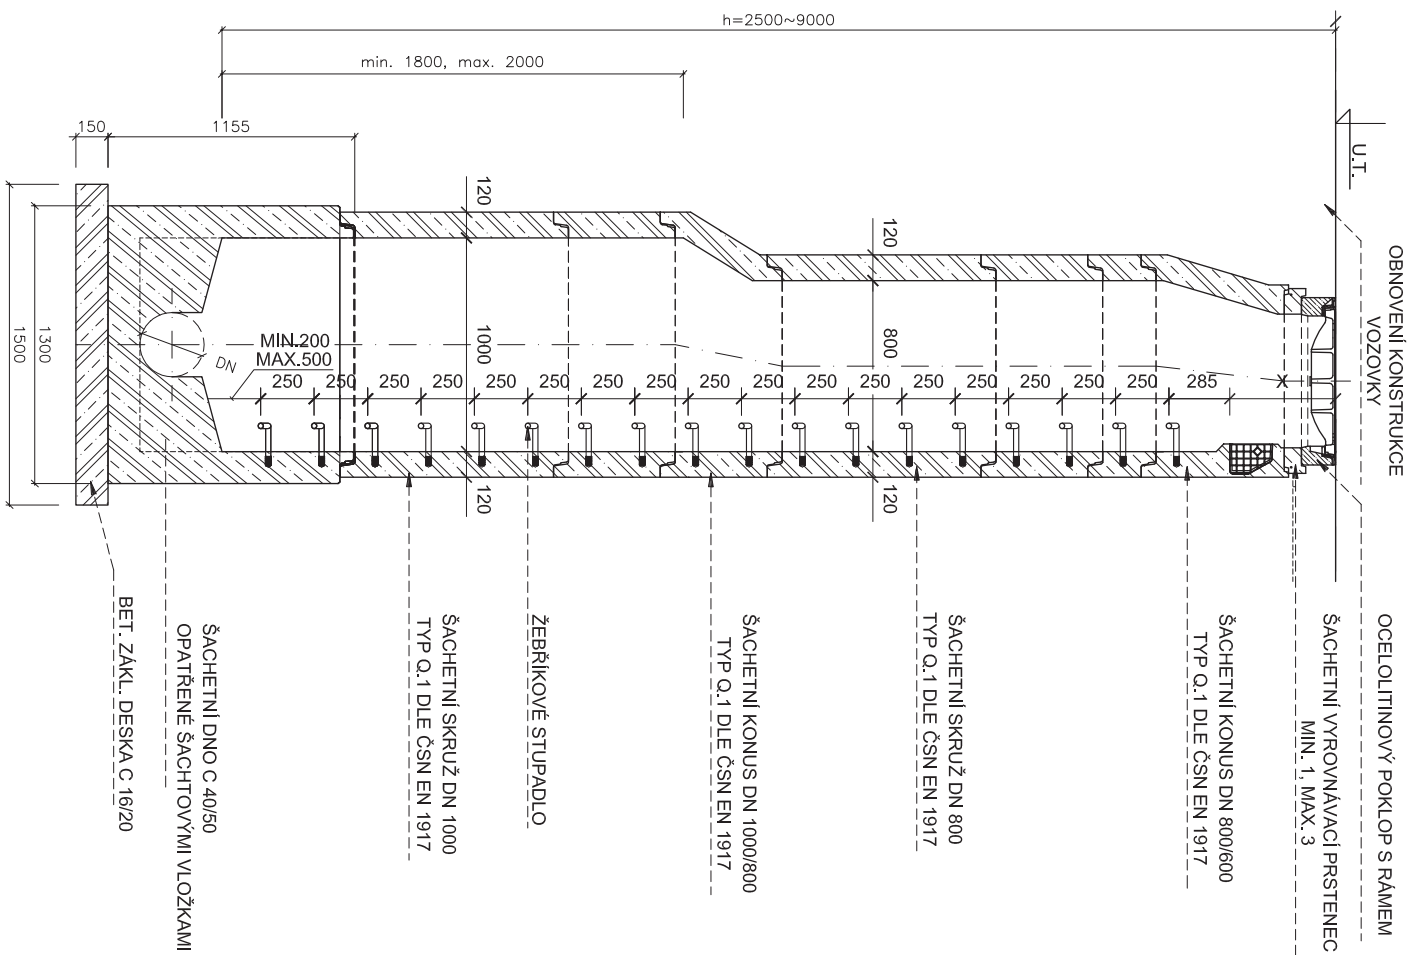 h=2500~9000
min. 1800, max. 2000
150
1155
U.T.
120
120
1000
800
120
120
1300
1500
DN
MIN.200
MAX.500
250 250 250 250 250 250 250 250 250 250 250 250 250 250 250 250 250 285
X
OBNOVENÍ KONSTRUKCE
VOZOVKY
OCELOLITINOVÝ POKLOP S RÁMEM
ŠACHETNÍ VYROVNÁVACÍ PRSTENEC
MIN. 1, MAX. 3
ŠACHETNÍ KONUS DN 800/600
TYP Q.1 DLE ČSN EN 1917
ŠACHETNÍ SKRUŽ DN 800
TYP Q.1 DLE ČSN EN 1917
ŠACHETNÍ KONUS DN 1000/800
TYP Q.1 DLE ČSN EN 1917
ŽEBŘÍKOVÉ STUPADLO
ŠACHETNÍ SKRUŽ DN 1000
TYP Q.1 DLE ČSN EN 1917
ŠACHETNÍ DNO C 40/50
OPATŘENÉ ŠACHTOVÝMI VLOŽKAMI
BET. ZÁKL. DESKA C 16/20